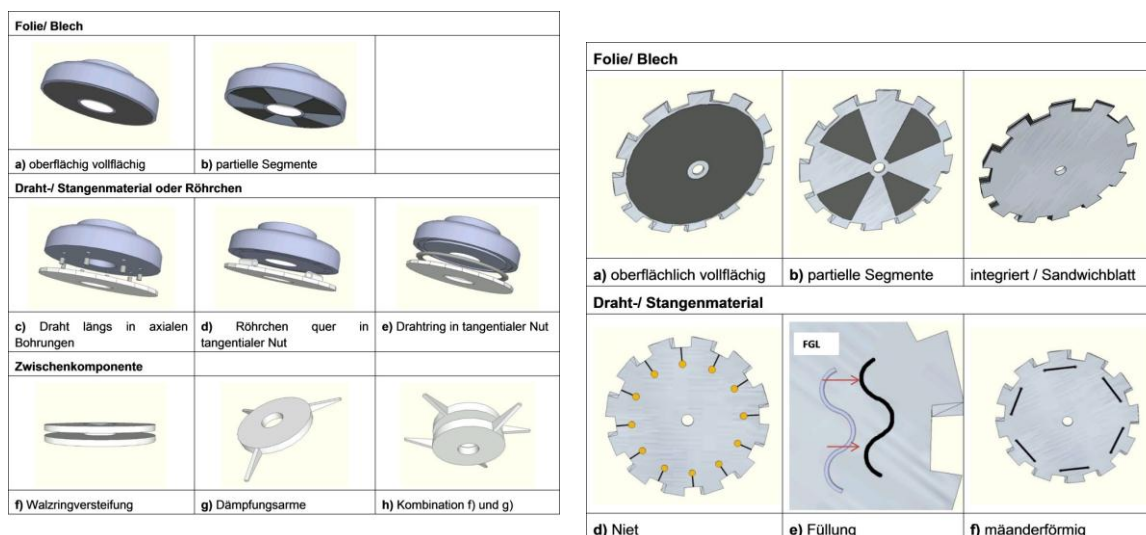 Folie/ Blech
a) oberflächig vollflächig
b) partielle Segmente
Draht-/ Stangenmaterial oder Röhrchen
c) Draht längs in axialen
Bohrungen
d) Röhrchen quer in
tangentialer Nut
e) Drahtring in tangentialer Nut
Zwischenkomponente
f) Walzringversteifung
g) Dämpfungsarme
h) Kombination f) und g)
Folie/ Blech
a) oberflächlich vollflächig
b) partielle Segmente
integriert / Sandwichblatt
Draht-/ Stangenmaterial
FGL
d) Niet
e) Füllung
f) mäanderförmig